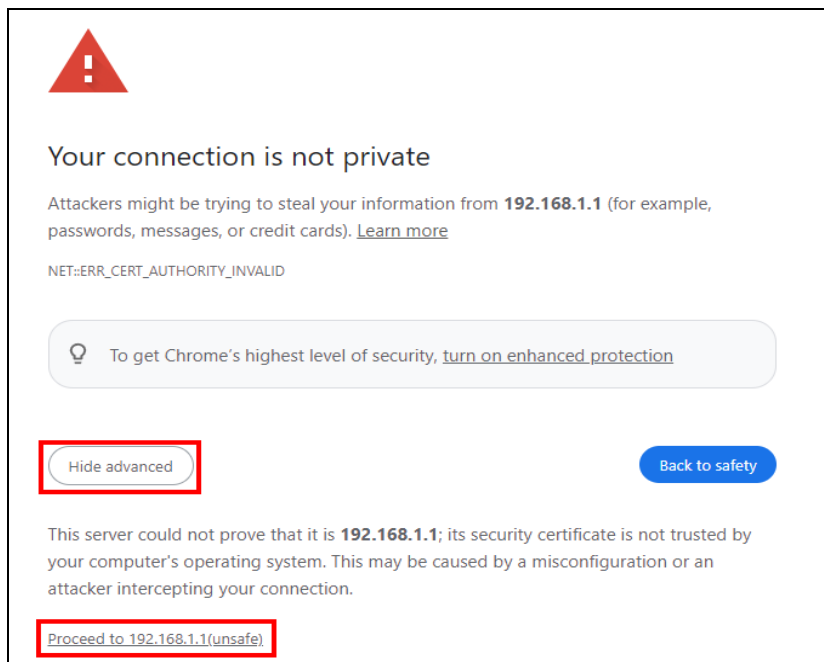 Your connection is not private
Attackers might be trying to steal your information from 192.168.1.1 (for example,
passwords, messages, or credit cards). Learn more
NET::ERR_CERT_AUTHORITY_INVALID
To get Chrome's highest level of security, turn on enhanced protection
Hide advanced
Back to safety
This server could not prove that it is 192.168.1.1; its security certificate is not trusted by
your computer's operating system. This may be caused by a misconfiguration or an
attacker intercepting your connection.
Proceed to 192.168.1.1(unsafe)